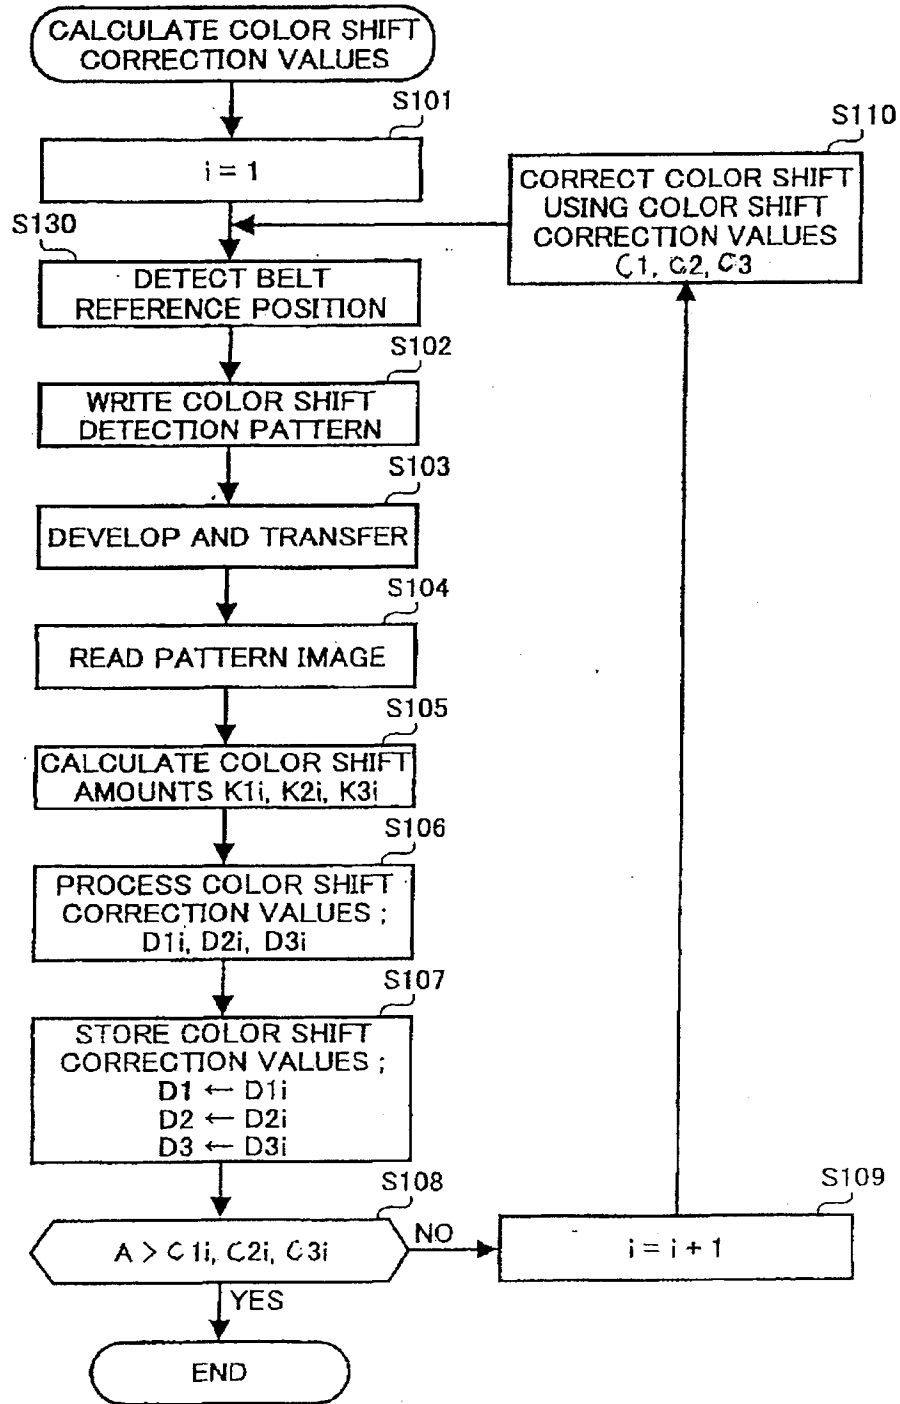 CALCULATE COLOR SHIFT
CORRECTION VALUES
S101
i = 1
S110
CORRECT COLOR SHIFT
USING COLOR SHIFT
CORRECTION VALUES
C1, C2, C3
S130
DETECT BELT
REFERENCE POSITION
S102
WRITE COLOR SHIFT
DETECTION PATTERN
S103
DEVELOP AND TRANSFER
S104
READ PATTERN IMAGE
S105
CALCULATE COLOR SHIFT
AMOUNTS K1i, K2i, K3i
S106
PROCESS COLOR SHIFT
CORRECTION VALUES ;
D1i, D2i, D3i
S107
STORE COLOR SHIFT
CORRECTION VALUES ;
D1 ← D1i
D2 ← D2i
D3 ← D3i
S108
A > C1i, C2i, C3i
NO
S109
i = i + 1
YES
END